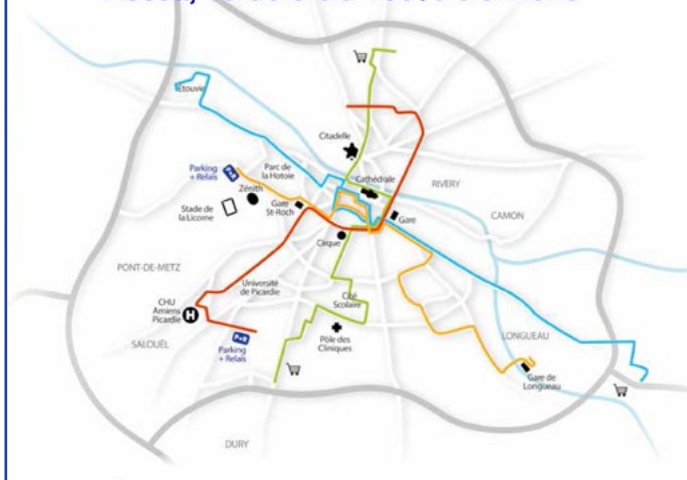 Etouvie
Citadelle
Parking
+ Relais
P+R
Parc de
la Hotoie
Cathédrale
RIVERY
Zénith
Stade de
la Licorne
Gare
St-Roch
Gare
CAMON
Cirque
PONT-DE-METZ
Université
de Picardie
CHU
Amiens
Picardie
H
Cité
Scolaire
SALOUËL
P+R
Parking
+ Relais
Pôle des
Cliniques
LONGUEAU
Gare de
Longueau
DURY